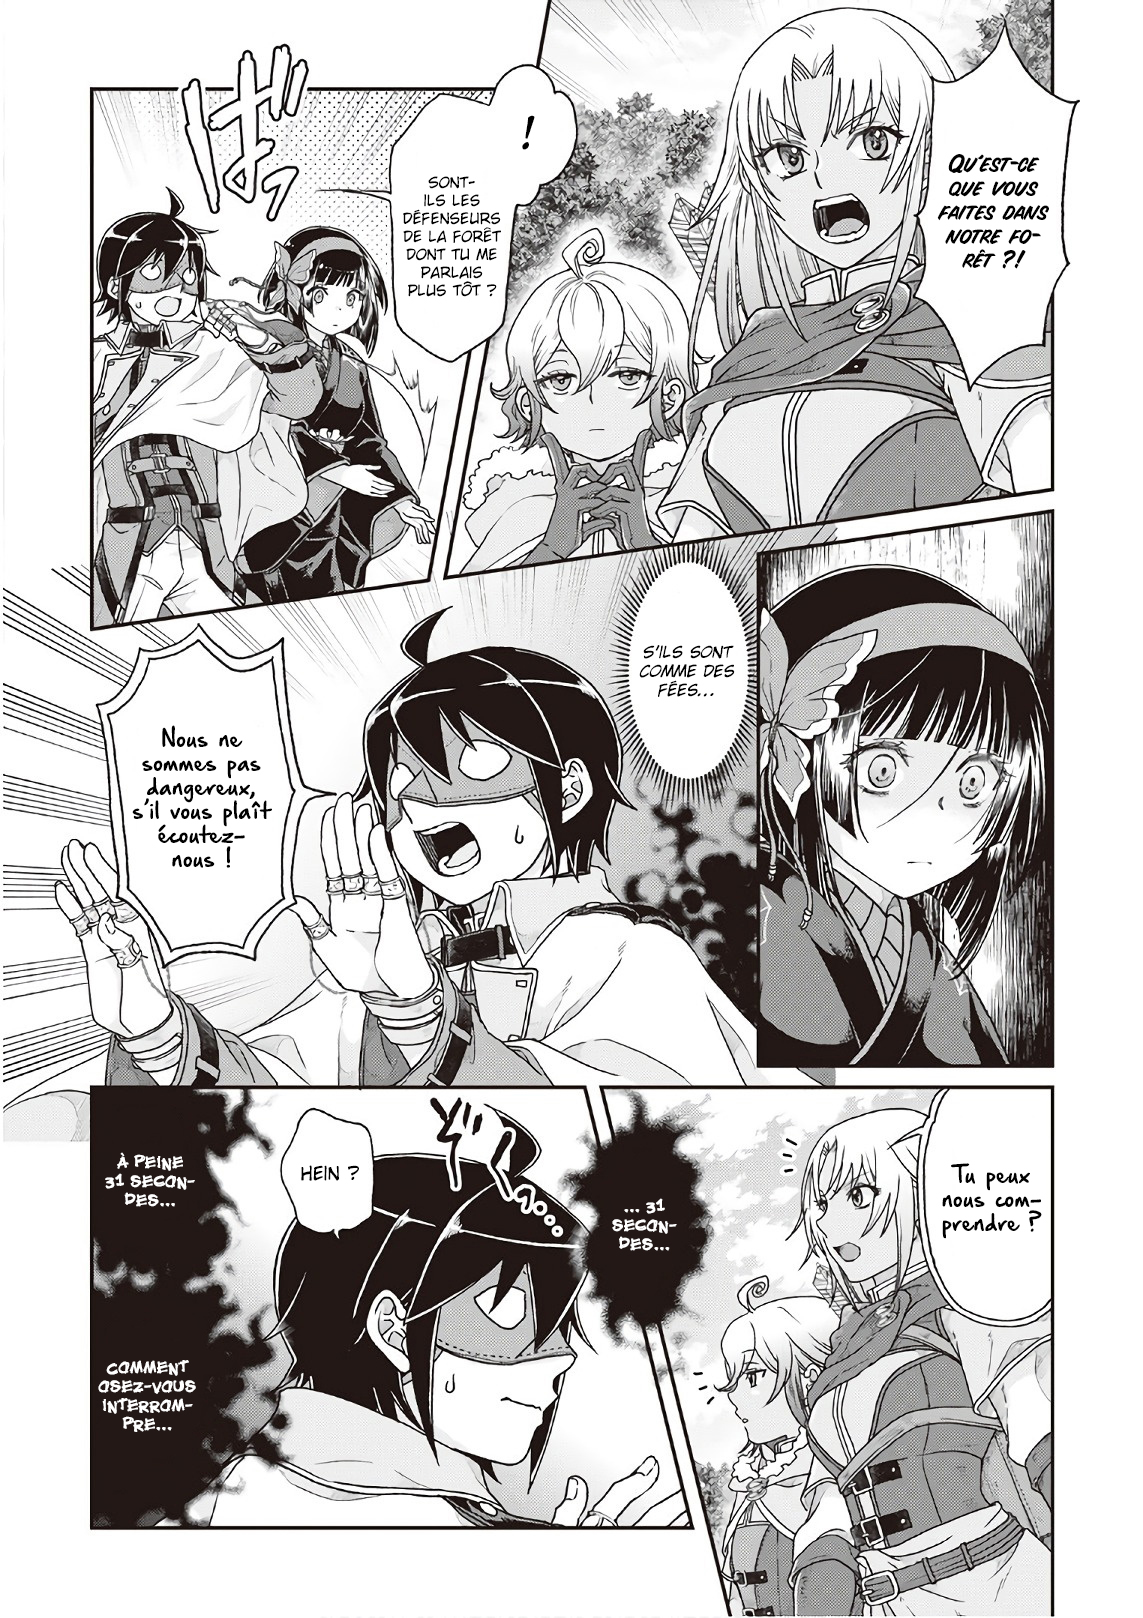 QU'EST-CE
QUE VOUS
FAITES DANS
NOTRE FO-
RÊT ?!
!
SONT-
ILS LES
DÉFENSEURS
DE LA FORÊT
DONT TU ME
PARLAIS
PLUS TÔT ?
ばっ
S'ILS SONT
COMME DES
FÉES...
Nous ne
sommes pas
dangereux,
s'il vous plaît
écoutez-
nous !
Tu peux
nous com-
prendre ?
... 31
SECON-
DES...
HEIN ?
À PEINE
31 SECON-
DES...
COMMENT
OSEZ-VOUS
INTERROM-
PRE...